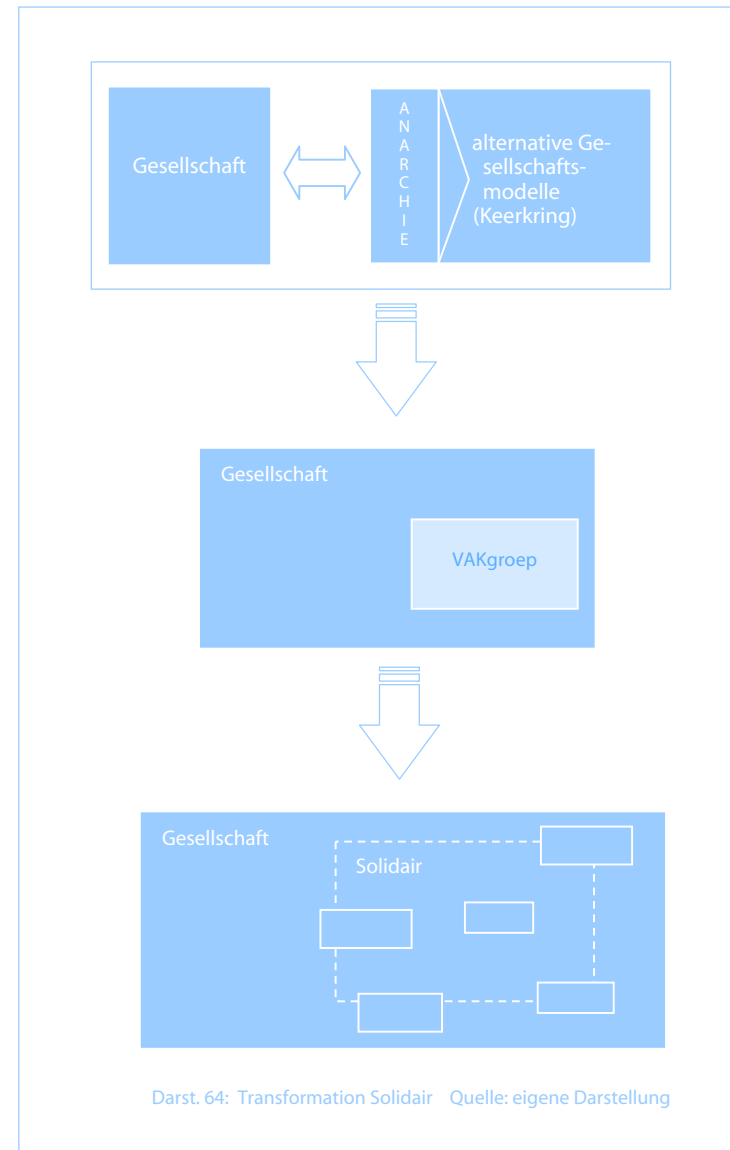 Gesellschaft
A
N
A
R
C
H
I
E
alternative Ge-
sellschafts-
modelle
(Keerkring)
Gesellschaft
VAKgroep
Gesellschaft
Solidair
Darst. 64: Transformation Solidair Quelle: eigene Darstellung